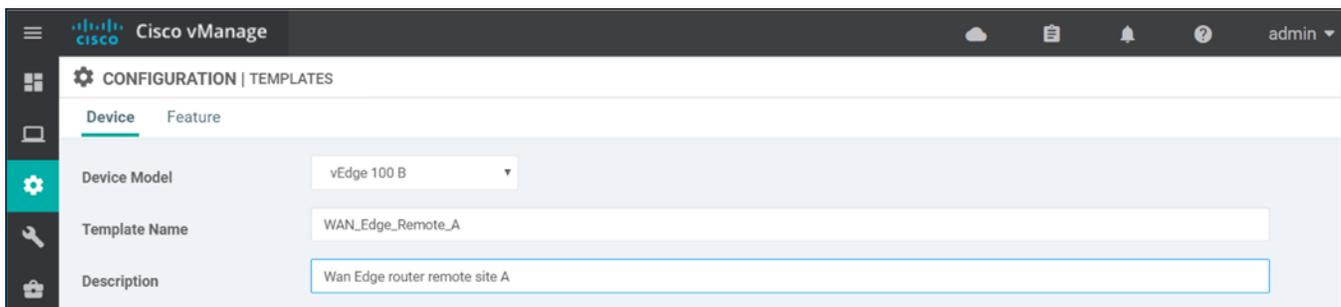 cisco Cisco vManage admin
CONFIGURATION | TEMPLATES
Device Feature
Device Model vEdge 100 B
Template Name WAN_Edge_Remote_A
Description Wan Edge router remote site A